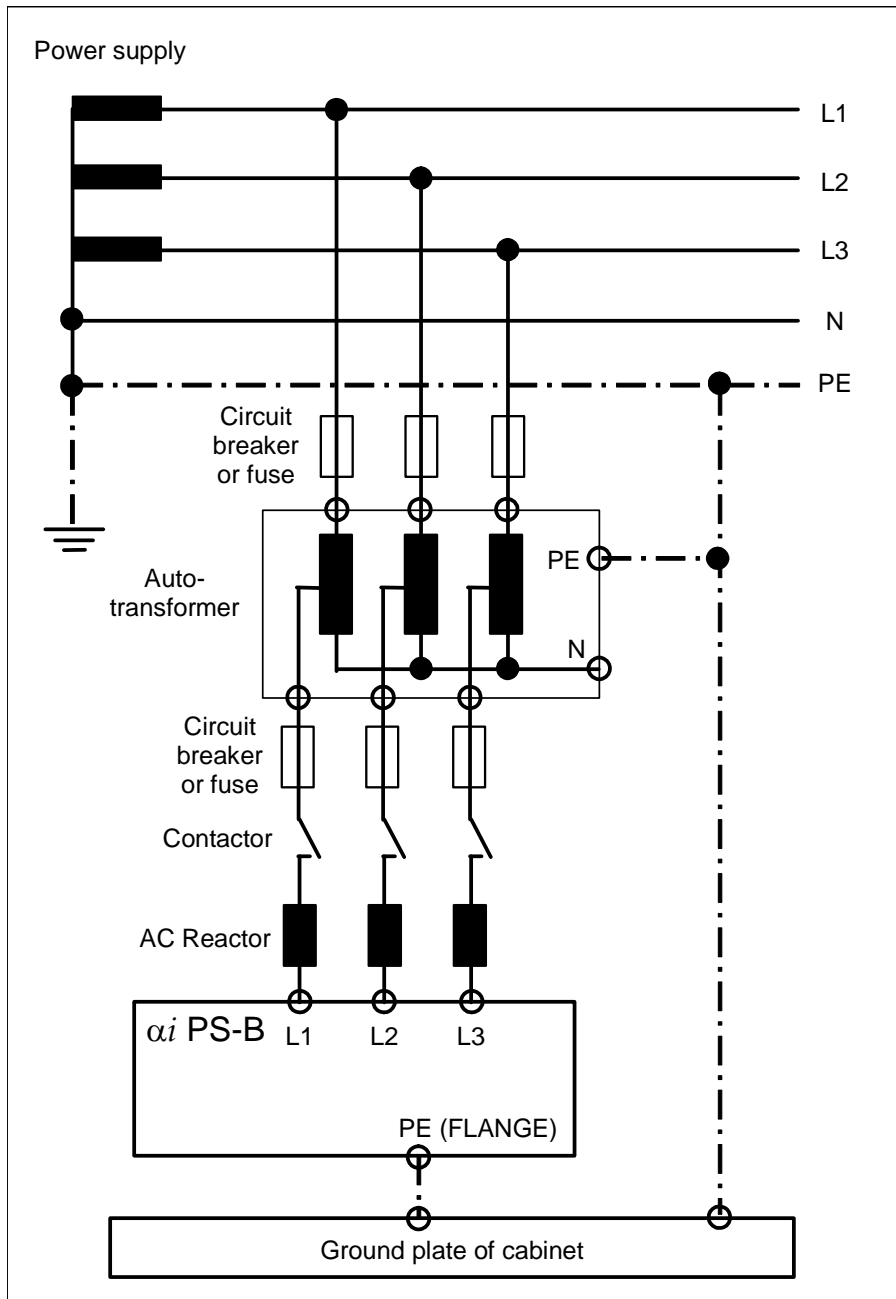 Power supply
L1
L2
L3
N
PE
Circuit
breaker
or fuse
Auto-
transformer
PE
N
Circuit
breaker
or fuse
Contactor
AC Reactor
αi PS-B
L1
L2
L3
PE (FLANGE)
Ground plate of cabinet